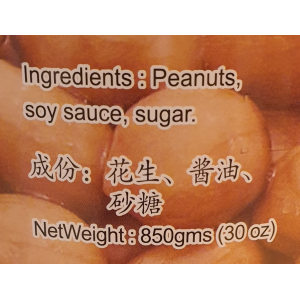 Ingredients : Peanuts,
soy sauce, sugar.
成份：花生、酱油、
砂糖
NetWeight : 850gms (30 oz)